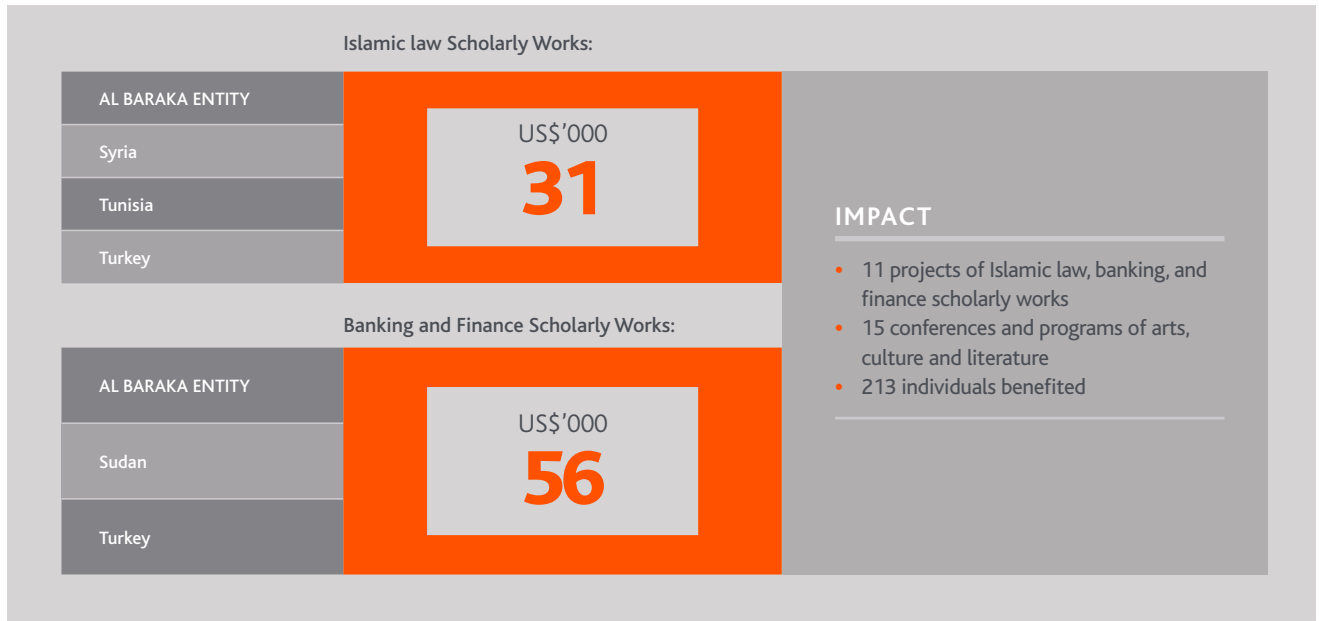 Islamic law Scholarly Works:
AL BARAKA ENTITY
Syria
Tunisia
Turkey
US$’000
31
Banking and Finance Scholarly Works:
AL BARAKA ENTITY
Sudan
Turkey
US$’000
56
IMPACT
• 11 projects of Islamic law, banking, and
finance scholarly works
• 15 conferences and programs of arts,
culture and literature
• 213 individuals benefited